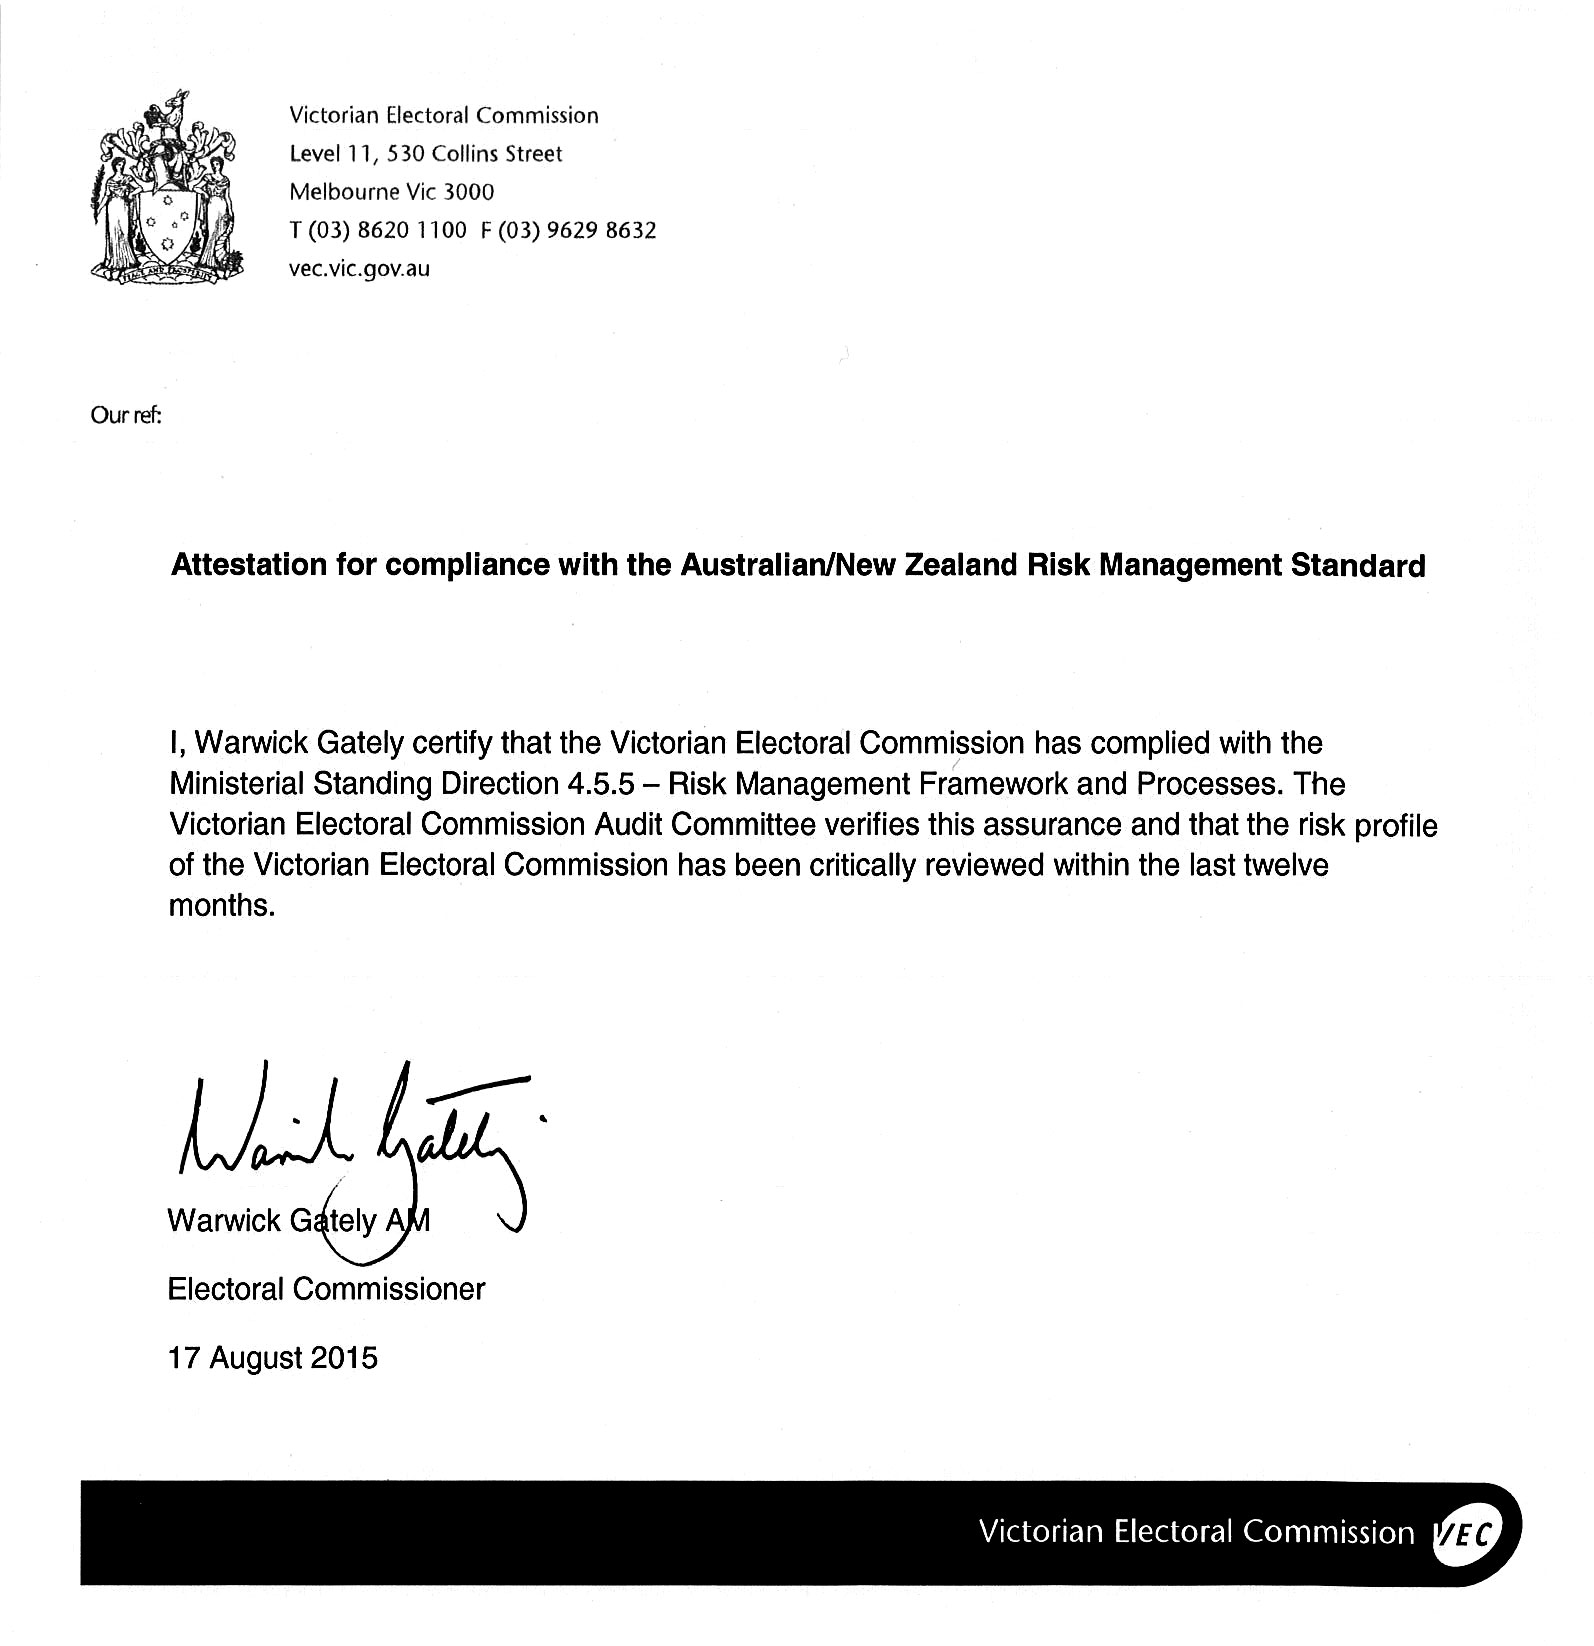 Victorian Electoral Commission
Level 11, 530 Collins Street
Melbourne Vic 3000
T (03) 8620 1100 F (03) 9629 8632
vec.vic.gov.au
PEACE AND PROSPERITY
Our ref:
Attestation for compliance with the Australian/New Zealand Risk Management Standard
I, Warwick Gately certify that the Victorian Electoral Commission has complied with the
Ministerial Standing Direction 4.5.5 – Risk Management Framework and Processes. The
Victorian Electoral Commission Audit Committee verifies this assurance and that the risk profile
of the Victorian Electoral Commission has been critically reviewed within the last twelve
months.
Warwick Gately.
Warwick Gately AM
Electoral Commissioner
17 August 2015
Victorian Electoral Commission VEC